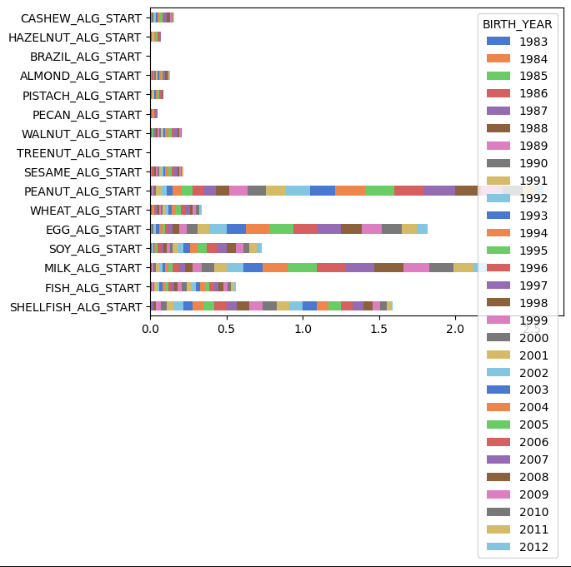 CASHEW_ALG_START
HAZELNUT_ALG_START
BRAZIL_ALG_START
ALMOND_ALG_START
PISTACH_ALG_START
PECAN_ALG_START
WALNUT_ALG_START
TREENUT_ALG_START
SESAME_ALG_START
PEANUT_ALG_START
WHEAT_ALG_START
EGG_ALG_START
SOY_ALG_START
MILK_ALG_START
FISH_ALG_START
SHELLFISH_ALG_START
0.0 0.5 1.0 1.5 2.0 2.5
BIRTH_YEAR
1983
1984
1985
1986
1987
1988
1989
1990
1991
1992
1993
1994
1995
1996
1997
1998
1999
2000
2001
2002
2003
2004
2005
2006
2007
2008
2009
2010
2011
2012